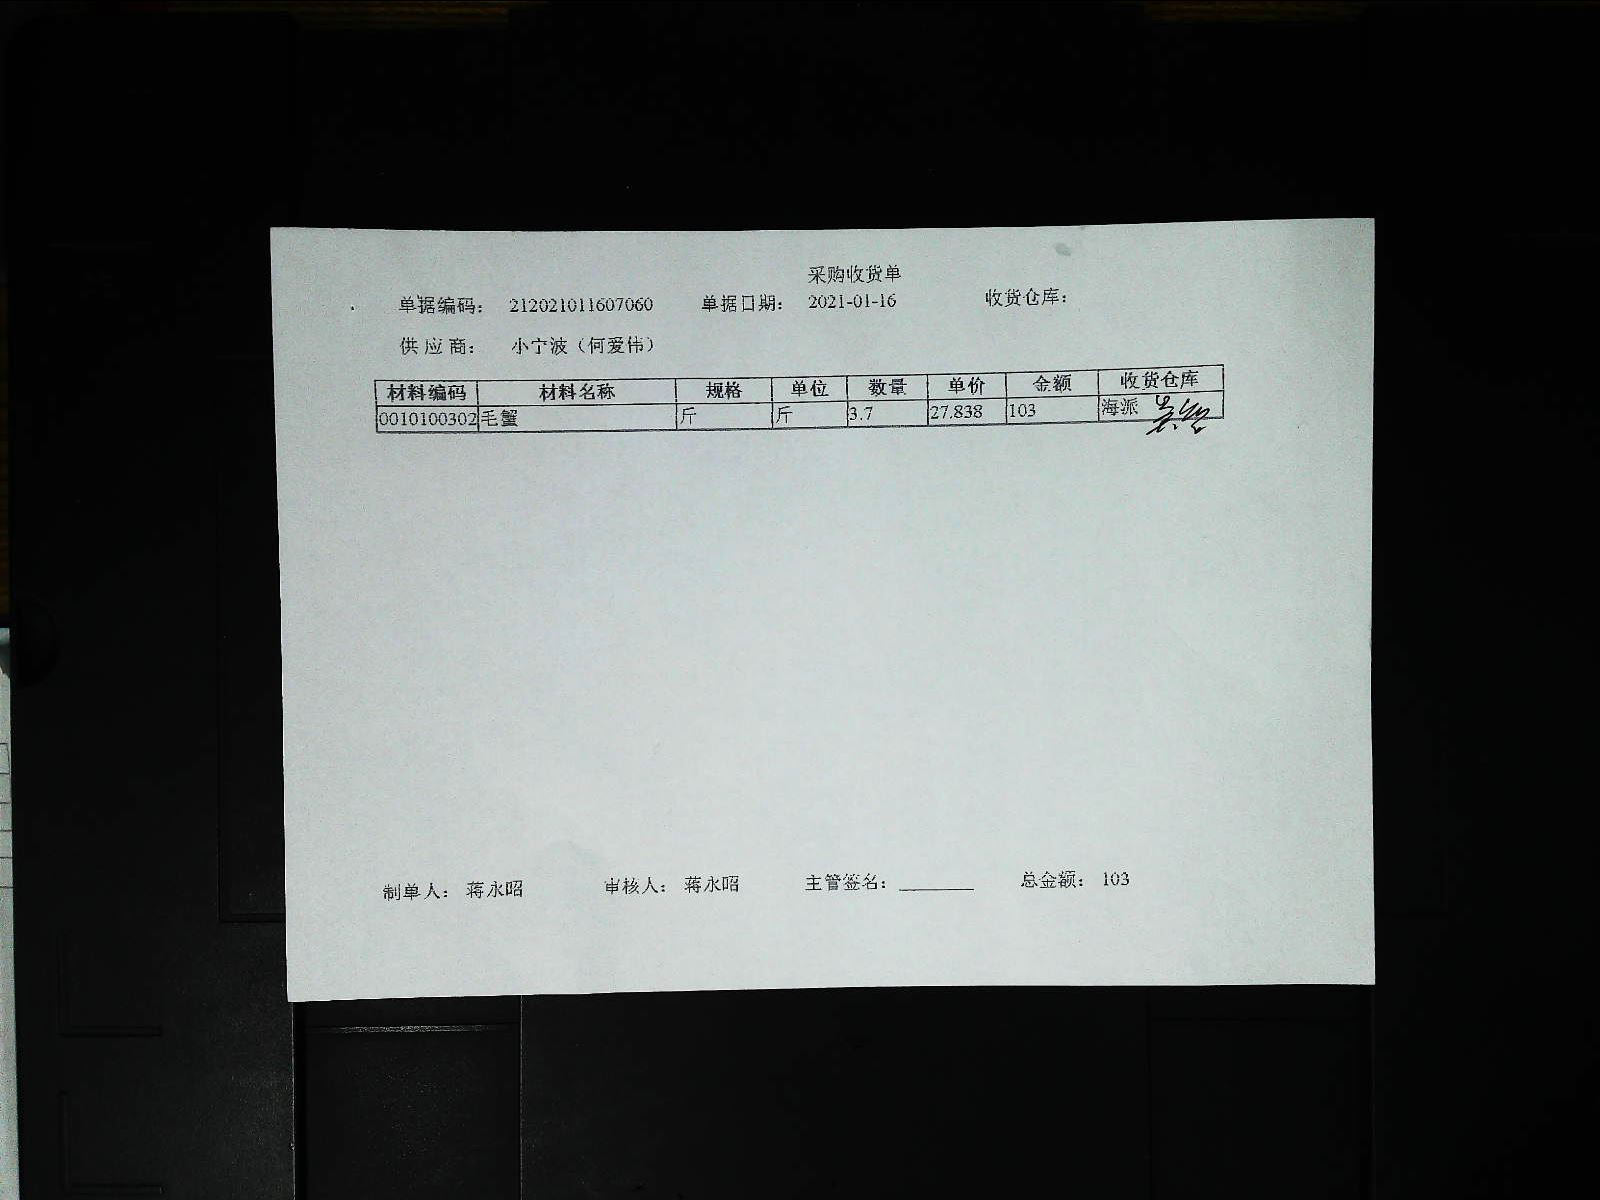 采购收货单
单据编码： 212021011607060 单据日期： 2021-01-16 收货仓库：
供 应 商： 小宁波（何爱伟）
材料编码 材料名称 规格 单位 数量 单价 金额 收货仓库
0010100302 毛蟹 斤 斤 3.7 27.838 103 海派
制单人： 蒋永昭 审核人： 蒋永昭 主管签名：________ 总金额： 103